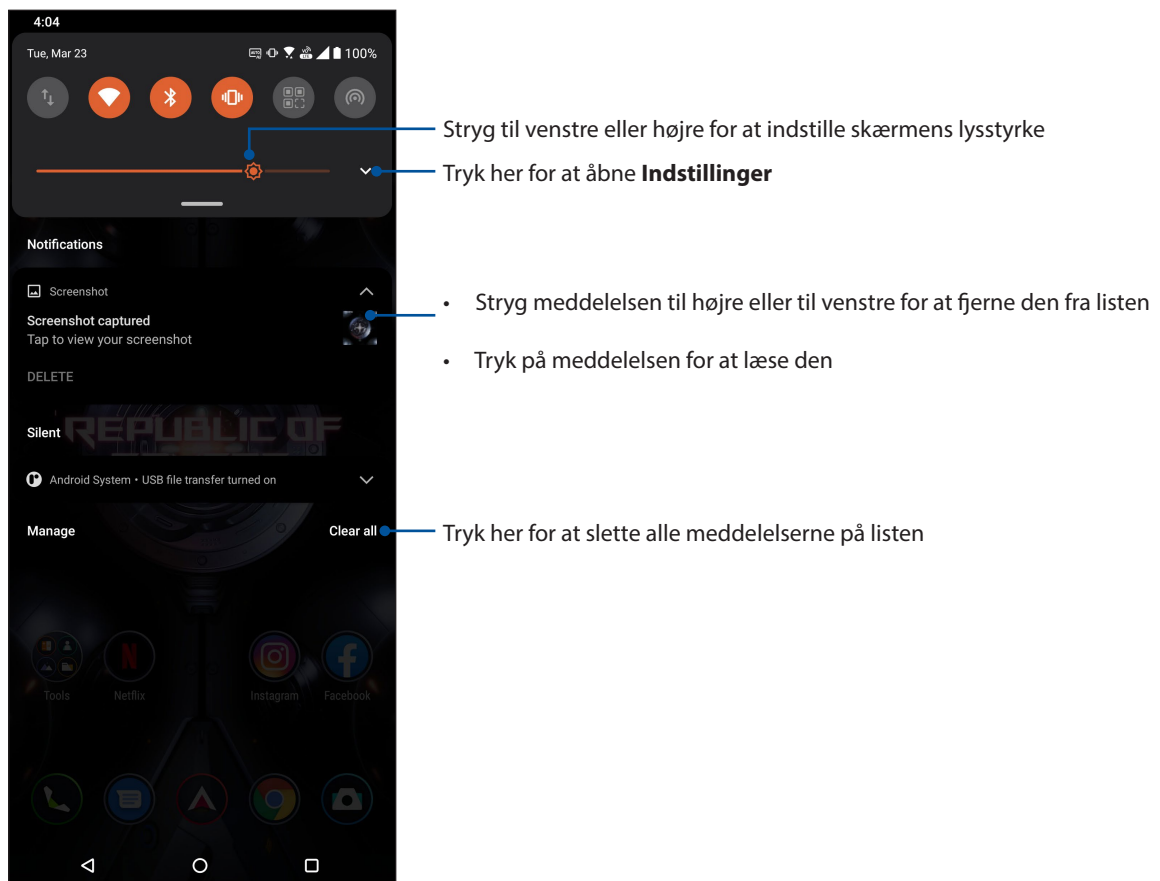 4:04
Tue, Mar 23
100%
Stryg til venstre eller højre for at indstille skærmens lysstyrke
Tryk her for at åbne Indstillinger
Notifications
Screenshot
Screenshot captured
Tap to view your screenshot
DELETE
• Stryg meddelelsen til højre eller til venstre for at fjerne den fra listen
• Tryk på meddelelsen for at læse den
Silent
REPUBLIC OF
Android System • USB file transfer turned on
Manage
Clear all
Tryk her for at slette alle meddelelserne på listen
Tools
Netflix
Instagram
Facebook